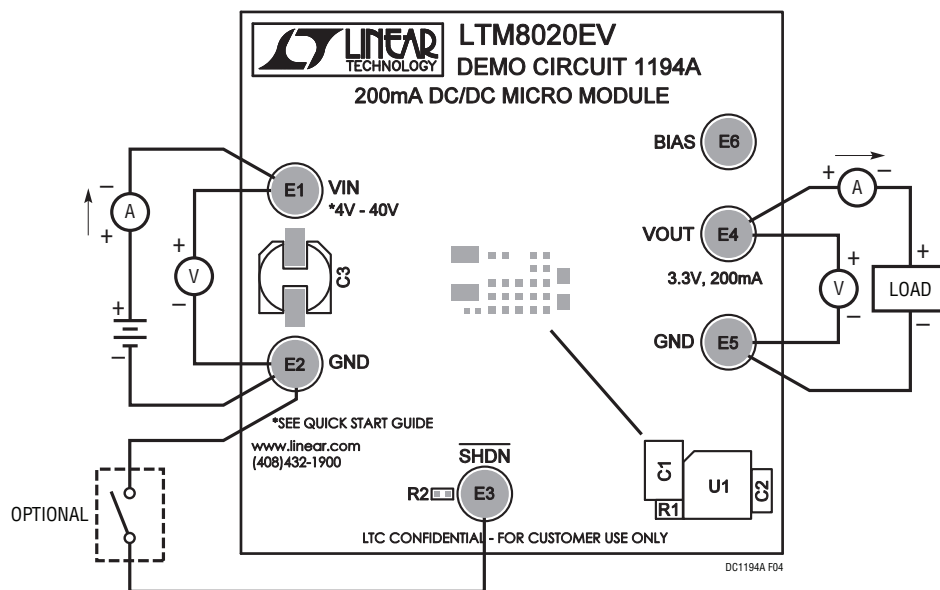 LINEAR
TECHNOLOGY
LTM8020EV
DEMO CIRCUIT 1194A
200mA DC/DC MICRO MODULE
BIAS E6
E1 VIN
*4V - 40V
− A +
+ V −
+ −
C3
VOUT E4
3.3V, 200mA
+ A −
+ V −
+ LOAD −
GND E5
E2 GND
*SEE QUICK START GUIDE
www.linear.com
(408)432-1900
SHDN
R2 E3
OPTIONAL
C1
R1
U1
C2
LTC CONFIDENTIAL - FOR CUSTOMER USE ONLY
DC1194A F04